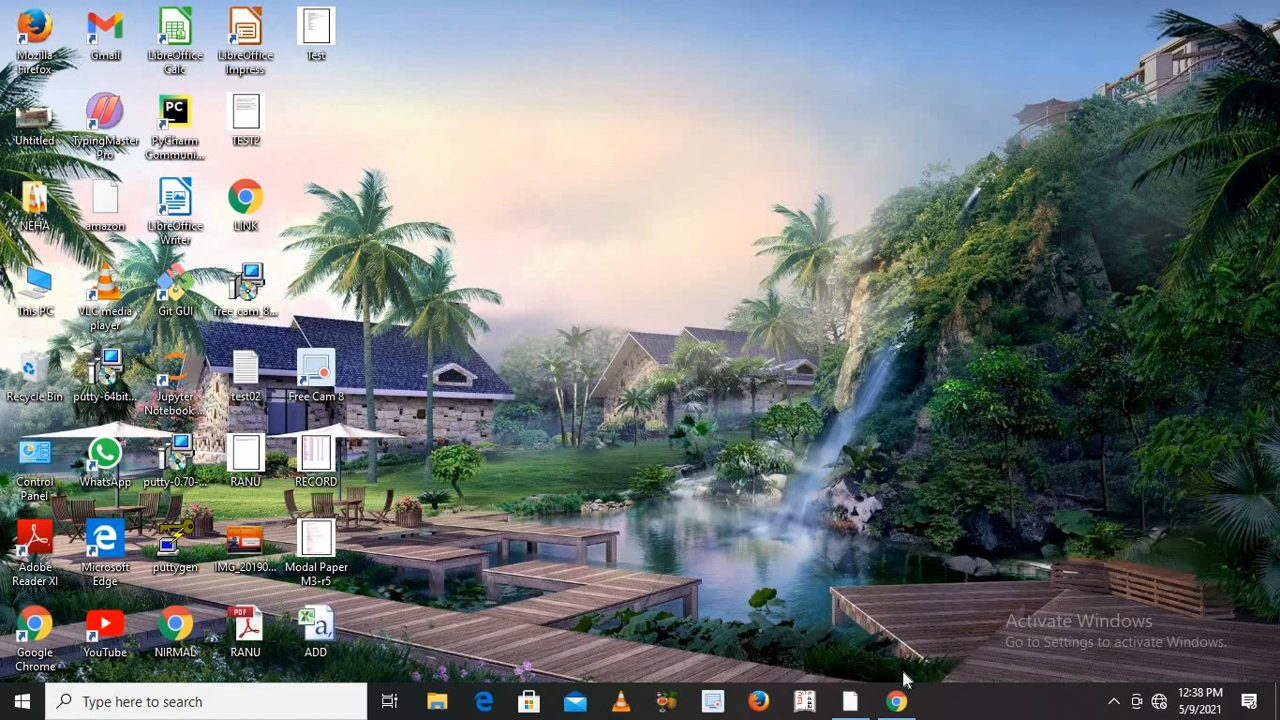 Mozilla
Firefox
Gmail
LibreOffice
Calc
LibreOffice
Impress
Test
Untitled
TypingMaster
Pro
PC
PyCharm
Communi...
TEST2
NEHA
amazon
LibreOffice
Writer
LINK
This PC
VLC media
player
Git GUI
free_cam_8...
Recycle Bin
putty-64bit...
Jupyter
Notebook ...
test02
Free Cam 8
Control
Panel
WhatsApp
putty-0.70-...
RANU
RECORD
Adobe
Reader XI
Microsoft
Edge
puttygen
IMG_20190...
Modal Paper
M3-r5
Google
Chrome
YouTube
NIRMAL
PDF
RANU
a,
ADD
Activate Windows
Go to Settings to activate Windows.
Type here to search
12:38 PM
5/9/2021